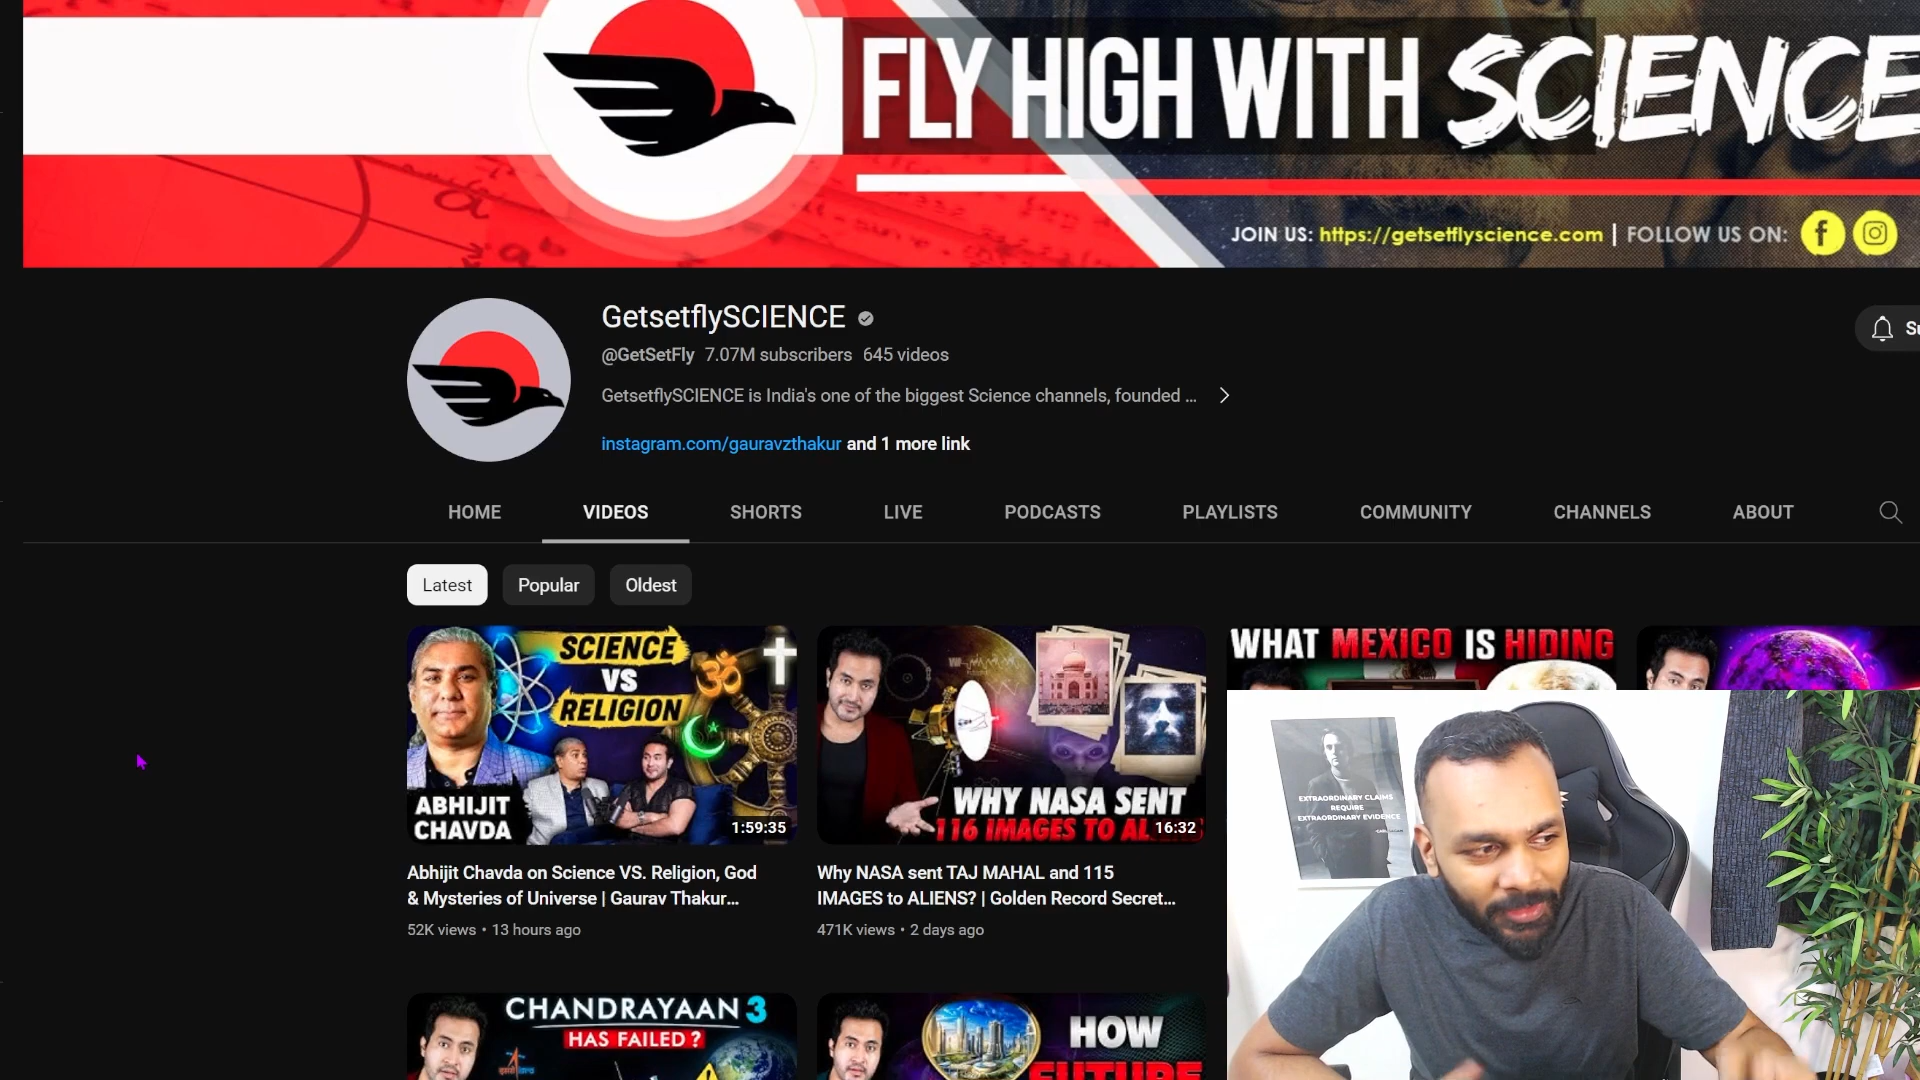 FLY HIGH WITH SCIENCE
JOIN US: https://getsetflyscience.com | FOLLOW US ON:
GetsetflySCIENCE
@GetSetFly 7.07M subscribers 645 videos
GetsetflySCIENCE is India's one of the biggest Science channels, founded ...
instagram.com/gauravzthakur and 1 more link
HOME VIDEOS SHORTS LIVE PODCASTS PLAYLISTS COMMUNITY CHANNELS ABOUT
Latest Popular Oldest
SCIENCE
VS
RELIGION
ABHIJIT
CHAVDA
1:59:35
WHY NASA SENT
116 IMAGES TO
16:32
WHAT MEXICO IS HIDING
Abhijit Chavda on Science VS. Religion, God
& Mysteries of Universe | Gaurav Thakur...
52K views • 13 hours ago
Why NASA sent TAJ MAHAL and 115
IMAGES to ALIENS? | Golden Record Secret...
471K views • 2 days ago
EXTRAORDINARY CLAIMS
REQUIRE
EXTRAORDINARY EVIDENCE
CHANDRAYAAN 3
HAS FAILED?
HOW
FUTURE